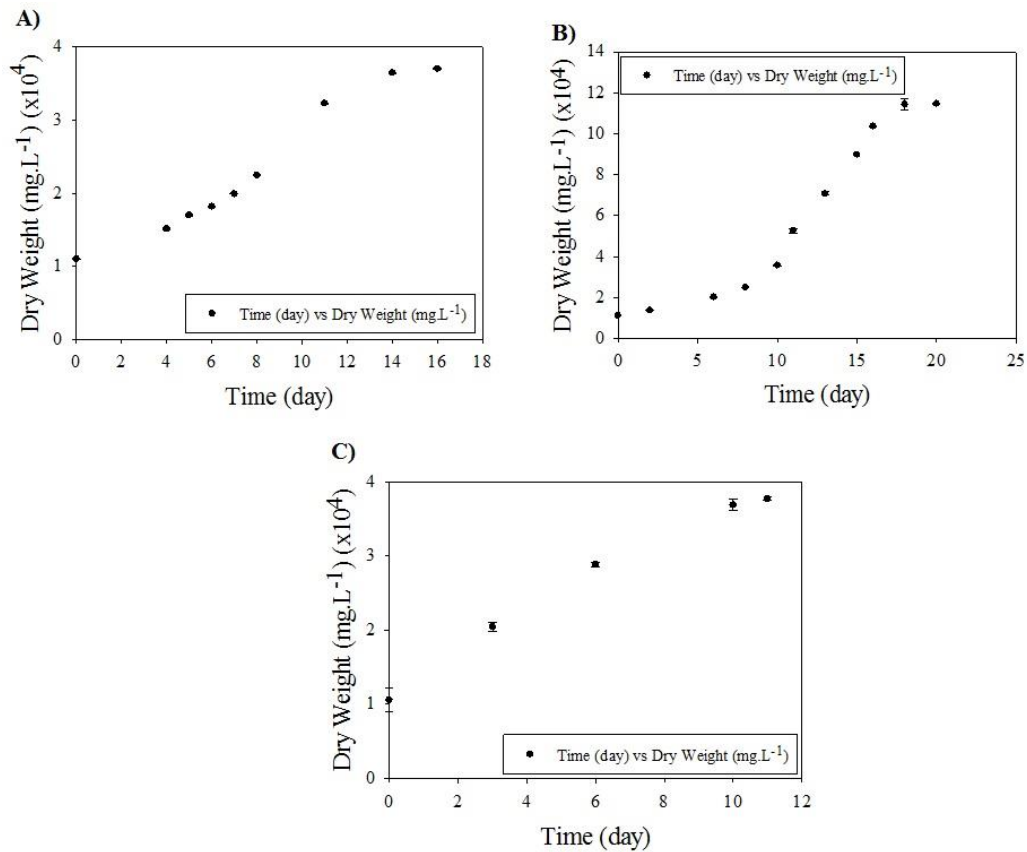 A)
Dry Weight (mg.L-1) (x104)
4
3
2
1
0
Time (day) vs Dry Weight (mg.L-1)
0 2 4 6 8 10 12 14 16 18
Time (day)
B)
Dry Weight (mg.L-1) (x104)
14
Time (day) vs Dry Weight (mg.L-1)
12
10
8
6
4
2
0
0 5 10 15 20 25
Time (day)
C)
Dry Weight (mg.L-1) (x104)
4
3
2
1
0
Time (day) vs Dry Weight (mg.L-1)
0 2 4 6 8 10 12
Time (day)